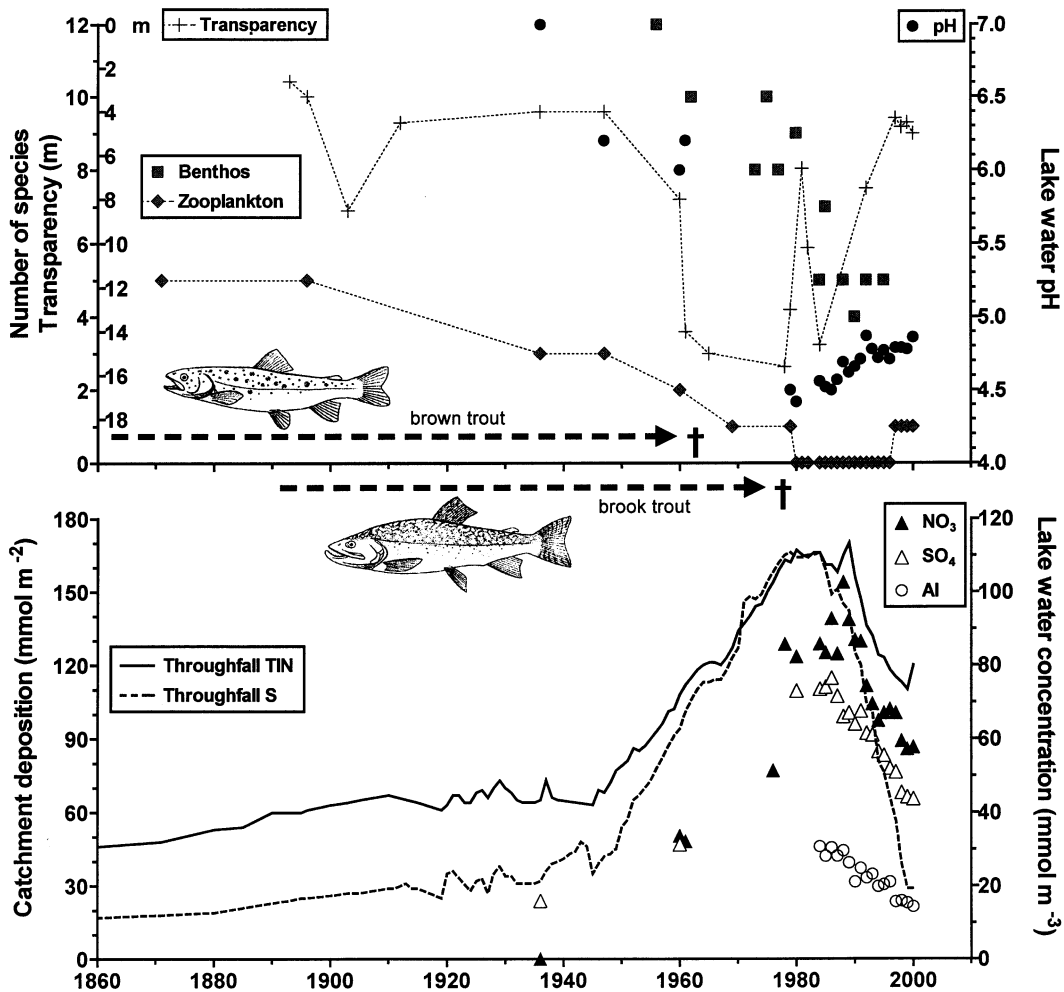 12
10
8
6
4
2
0
0
2
4
6
8
10
12
14
16
18
m
Transparency
pH
7.0
6.5
6.0
5.5
5.0
4.5
4.0
Number of species
Transparency (m)
Lake water pH
Benthos
Zooplankton
brown trout
brook trout
180
150
120
90
60
30
0
Catchment deposition (mmol m⁻²)
NO₃
SO₄
Al
Throughfall TIN
Throughfall S
120
100
80
60
40
20
0
Lake water concentration (mmol m⁻³)
1860 1880 1900 1920 1940 1960 1980 2000